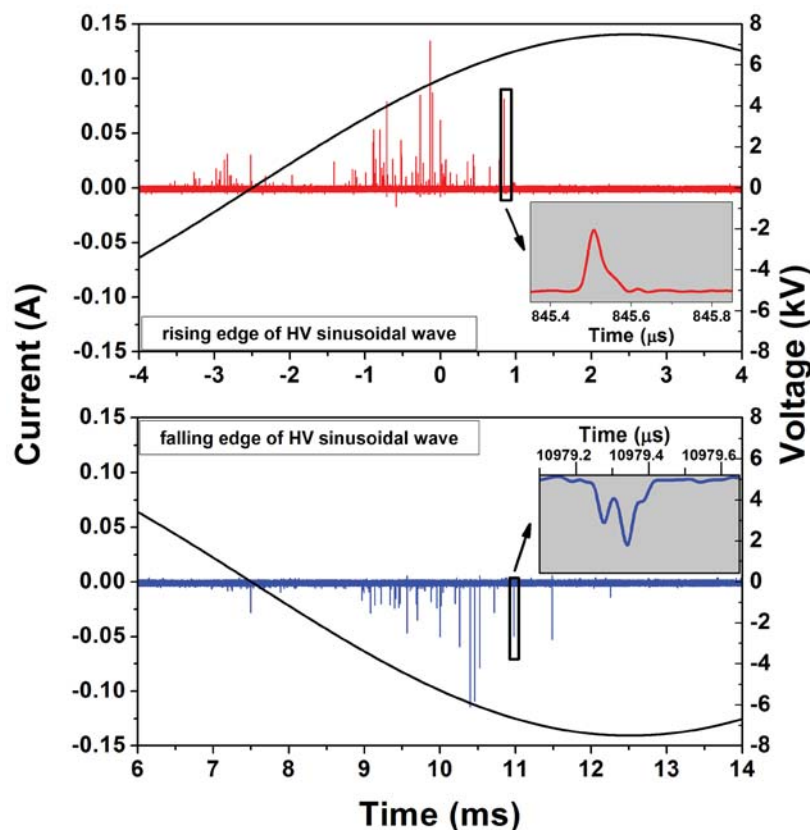 Current (A)
Voltage (kV)
0.15
0.10
0.05
0.00
-0.05
-0.10
-0.15
8
6
4
2
0
-2
-4
-6
-8
rising edge of HV sinusoidal wave
845.4 845.6 845.8
Time (μs)
-4 -3 -2 -1 0 1 2 3 4
0.15
0.10
0.05
0.00
-0.05
-0.10
-0.15
8
6
4
2
0
-2
-4
-6
-8
falling edge of HV sinusoidal wave
Time (μs)
10979.2 10979.4 10979.6
6 7 8 9 10 11 12 13 14
Time (ms)